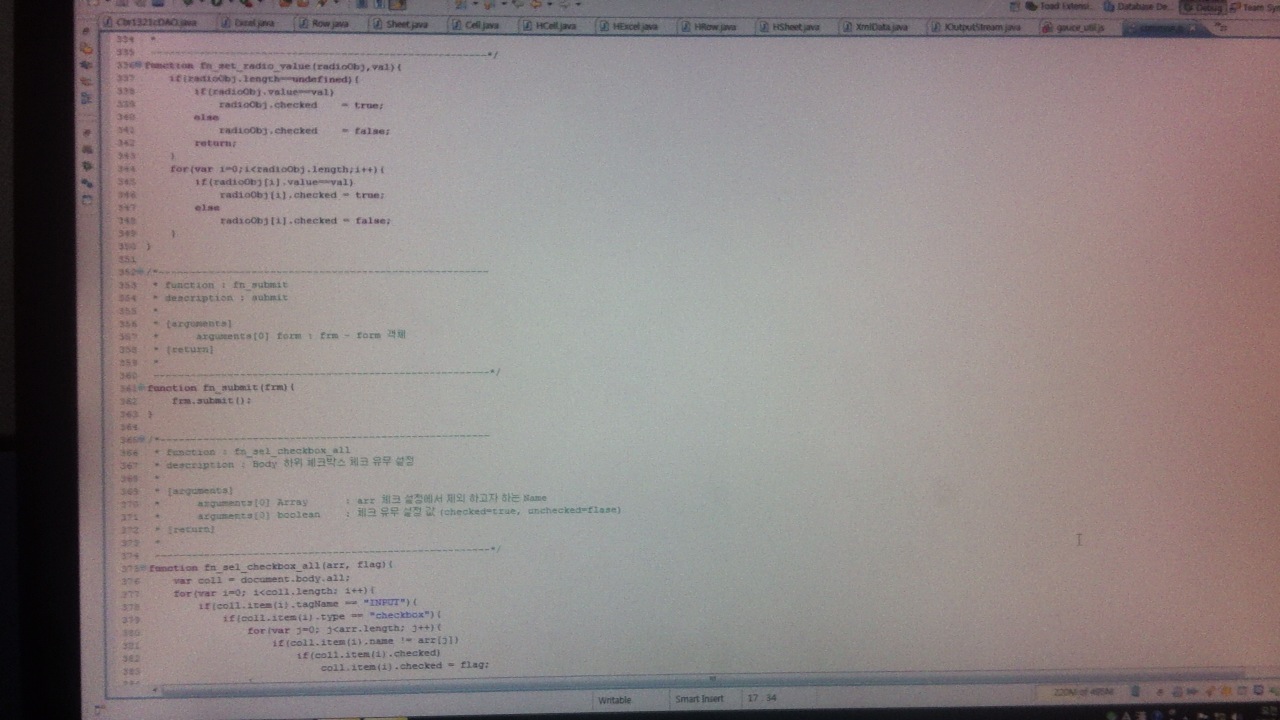 Cbr1321cDAO.java Excel.java Row.java Sheet.java Cell.java HCell.java HExcel.java HRow.java HSheet.java XmlData.java XOutputStream.java gauce_util.js
Load Extensi... Database De... Debug Team Sy
334 *
335 ------------------------------------------------------*/
336 function fn_set_radio_value(radioObj,val){
337 if(radioObj.length==undefined){
338 if(radioObj.value==val)
339 radioObj.checked = true;
340 else
341 radioObj.checked = false;
342 return;
343 }
344 for(var i=0;i<radioObj.length;i++){
345 if(radioObj[i].value==val)
346 radioObj[i].checked = true;
347 else
348 radioObj[i].checked = false;
349 }
350 }
351
352 /*------------------------------------------------------
353 * function : fn_submit
354 * description : submit
355 *
356 * [arguments]
357 * arguments[0] form : frm - form 객체
358 * [return]
359 *
360 ------------------------------------------------------*/
361 function fn_submit(frm){
362 frm.submit();
363 }
364
365 /*------------------------------------------------------
366 * function : fn_sel_checkbox_all
367 * description : Body 하위 체크박스 체크 유무 설정
368 *
369 * [arguments]
370 * arguments[0] Array : arr 체크 설정에서 제외 하고자 하는 Name
371 * arguments[0] boolean : 체크 유무 설정 값 (checked=true, unchecked=flase)
372 * [return]
373 *
374 ------------------------------------------------------*/
375 function fn_sel_checkbox_all(arr, flag){
376 var coll = document.body.all;
377 for(var i=0; i<coll.length; i++){
378 if(coll.item(i).tagName == "INPUT"){
379 if(coll.item(i).type == "checkbox"){
380 for(var j=0; j<arr.length; j++){
381 if(coll.item(i).name != arr[j])
382 if(coll.item(i).checked)
383 coll.item(i).checked = flag;
Writable Smart Insert 17 : 34 220M of 495M